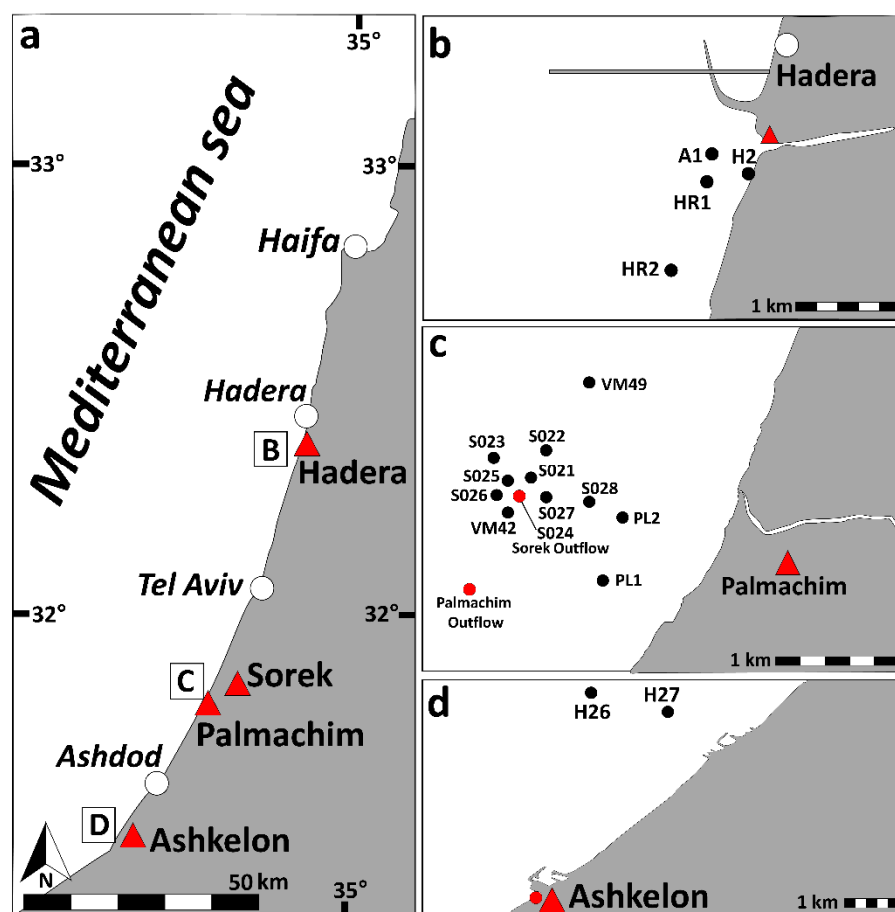 a
35°
Mediterranean sea
33°
33°
Haifa
Hadera
B
Hadera
Tel Aviv
32°
32°
C
Sorek
Palmachim
Ashdod
D
Ashkelon
N
50 km
35°
b
Hadera
A1
H2
HR1
HR2
1 km
c
VM49
S023
S022
S025
S021
S026
S028
S027
PL2
VM42
S024
Sorek Outflow
PL1
Palmachim
Palmachim
Outflow
1 km
d
H26
H27
Ashkelon
1 km